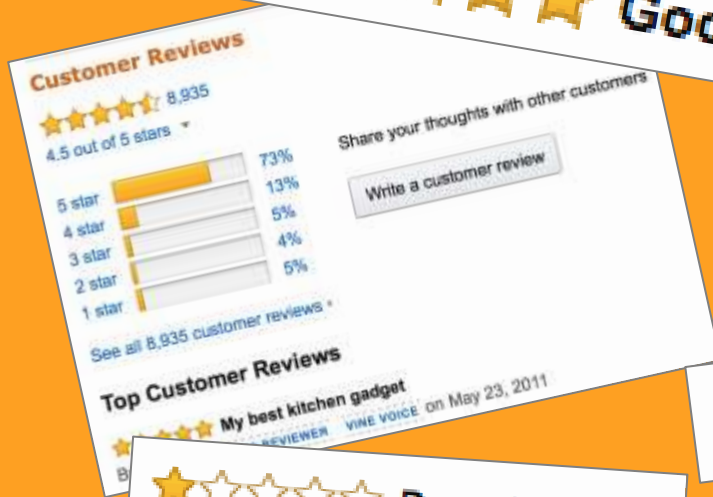 Goo
Customer Reviews
8,935
4.5 out of 5 stars
5 star 73%
4 star 13%
3 star 5%
2 star 4%
1 star 5%
See all 8,935 customer reviews
Share your thoughts with other customers
Write a customer review
Top Customer Reviews
My best kitchen gadget
REVIEWER VINE VOICE on May 23, 2011
B